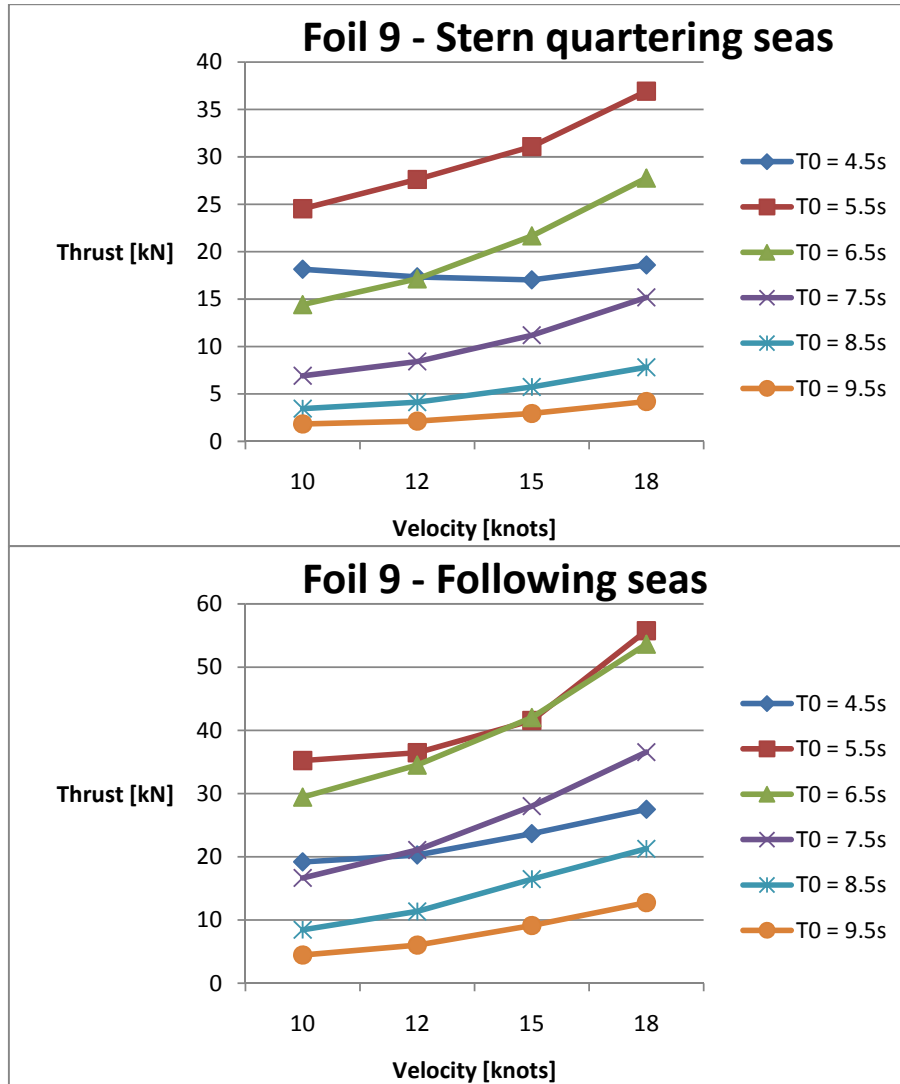 Foil 9 - Stern quartering seas
40
35
30
25
20
15
10
5
0
Thrust [kN]
10 12 15 18
Velocity [knots]
T0 = 4.5s
T0 = 5.5s
T0 = 6.5s
T0 = 7.5s
T0 = 8.5s
T0 = 9.5s
Foil 9 - Following seas
60
50
40
30
20
10
0
Thrust [kN]
10 12 15 18
Velocity [knots]
T0 = 4.5s
T0 = 5.5s
T0 = 6.5s
T0 = 7.5s
T0 = 8.5s
T0 = 9.5s